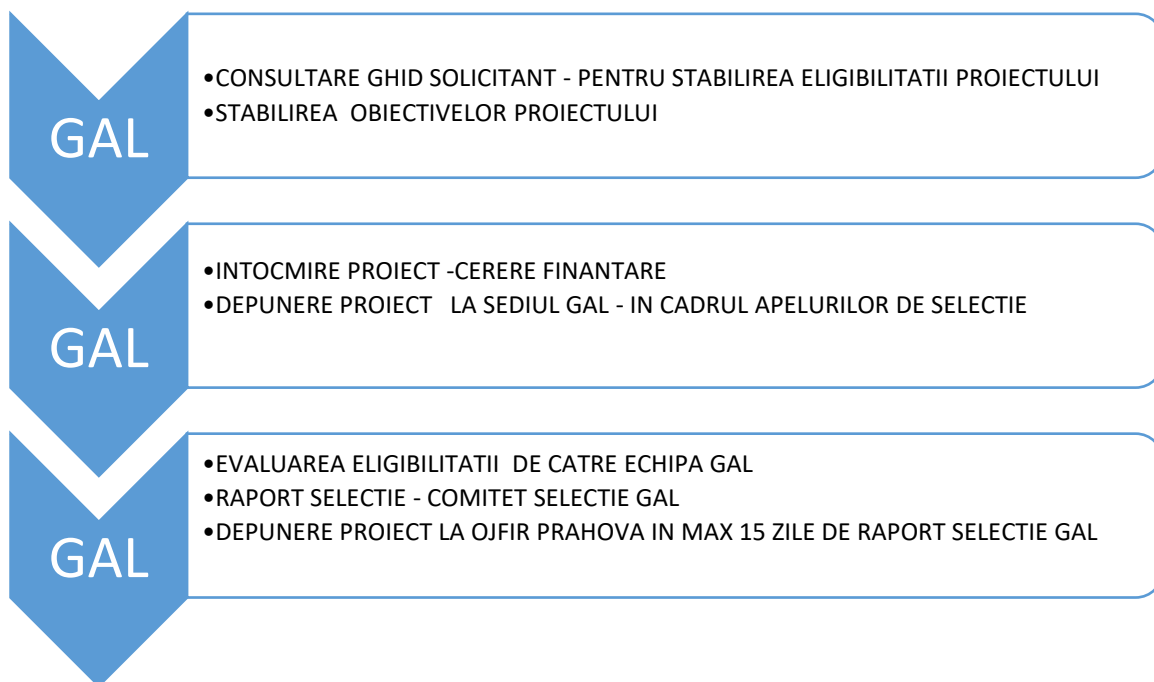 GAL
•CONSULTARE GHID SOLICITANT - PENTRU STABILIREA ELIGIBILITATII PROIECTULUI
•STABILIREA OBIECTIVELOR PROIECTULUI
GAL
•INTOCMIRE PROIECT -CERERE FINANTARE
•DEPUNERE PROIECT LA SEDIUL GAL - IN CADRUL APELURILOR DE SELECTIE
GAL
•EVALUAREA ELIGIBILITATII DE CATRE ECHIPA GAL
•RAPORT SELECTIE - COMITET SELECTIE GAL
•DEPUNERE PROIECT LA OJFIR PRAHOVA IN MAX 15 ZILE DE RAPORT SELECTIE GAL